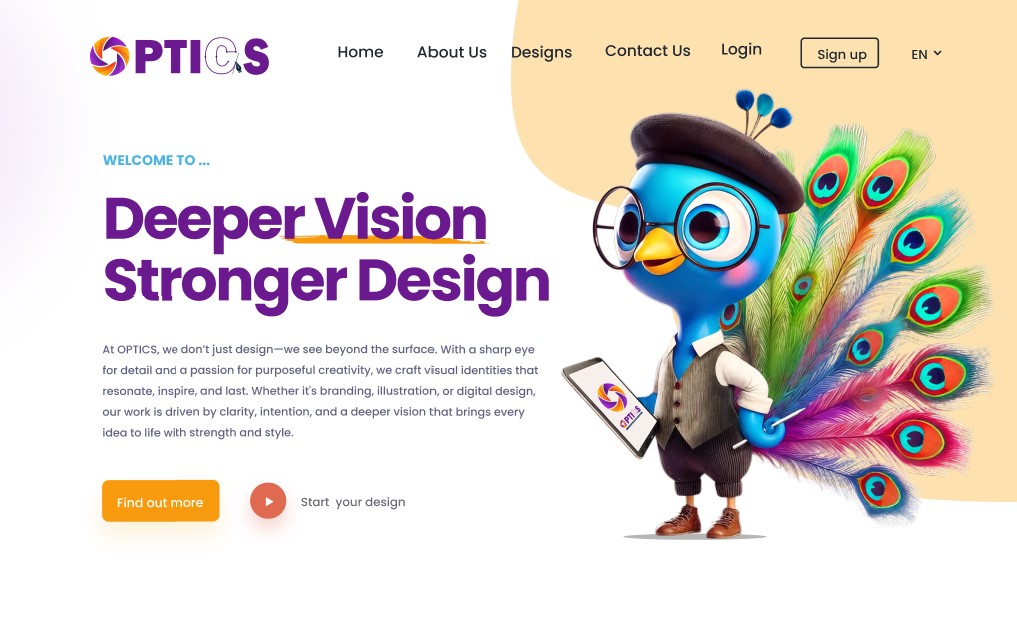 OPTICS
Home About Us Designs Contact Us Login Sign up EN
WELCOME TO ...
Deeper Vision
Stronger Design
At OPTICS, we don't just design—we see beyond the surface. With a sharp eye
for detail and a passion for purposeful creativity, we craft visual identities that
resonate, inspire, and last. Whether it's branding, illustration, or digital design,
our work is driven by clarity, intention, and a deeper vision that brings every
idea to life with strength and style.
Find out more
Start your design